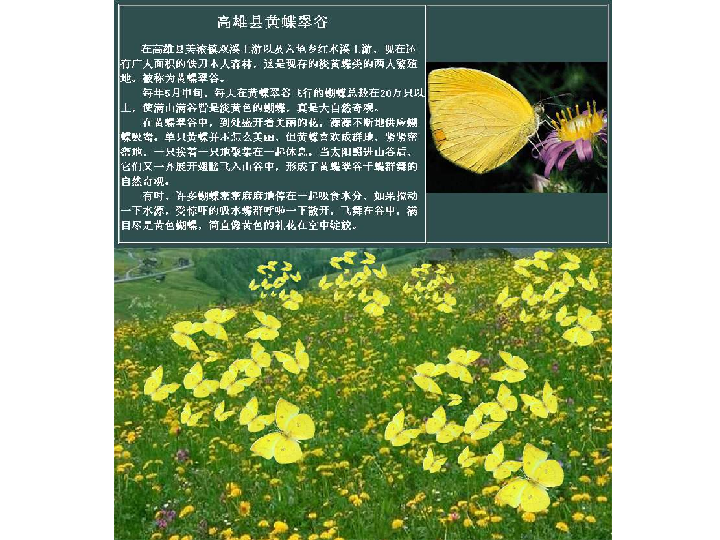 高雄县黄蝶翠谷
在高雄县美浓镇双溪上游以及六龟乡红水溪上游，现在还
有广大面积的铁刀木人森林，这是现存的淡黄蝶类的两大繁殖
地，被称为黄蝶翠谷。
每年5月中旬，每天在黄蝶翠谷飞行的蝴蝶总数在20万只以
上，使满山满谷皆是淡黄色的蝴蝶，真是大自然奇观。
在黄蝶翠谷中，到处盛开着美丽的花，源源不断地供应蝴
蝶吸蜜。单只黄蝶并不怎么美丽，但黄蝶喜欢成群地、紧紧密
密地、一只接着一只地聚集在一起休息。当太阳照进山谷后，
它们又一齐展开翅膀飞入山谷中，形成了黄蝶翠谷千蝶群舞的
自然奇观。
有时，许多蝴蝶密密麻麻地停在一起吸食水分，如果搅动
一下水源，受惊吓的吸水蝶群呼啦一下散开，飞舞在谷中，满
目尽是黄色蝴蝶，简直像黄色的礼花在空中绽放。